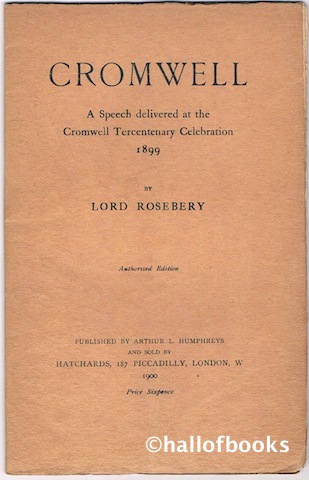 CROMWELL
A Speech delivered at the
Cromwell Tercentenary Celebration
1899
BY
LORD ROSEBERY
Authorized Edition
PUBLISHED BY ARTHUR L. HUMPHREYS
AND SOLD BY
HATCHARDS, 187 PICCADILLY, LONDON, W
1900
Price Sixpence
©hallofbooks